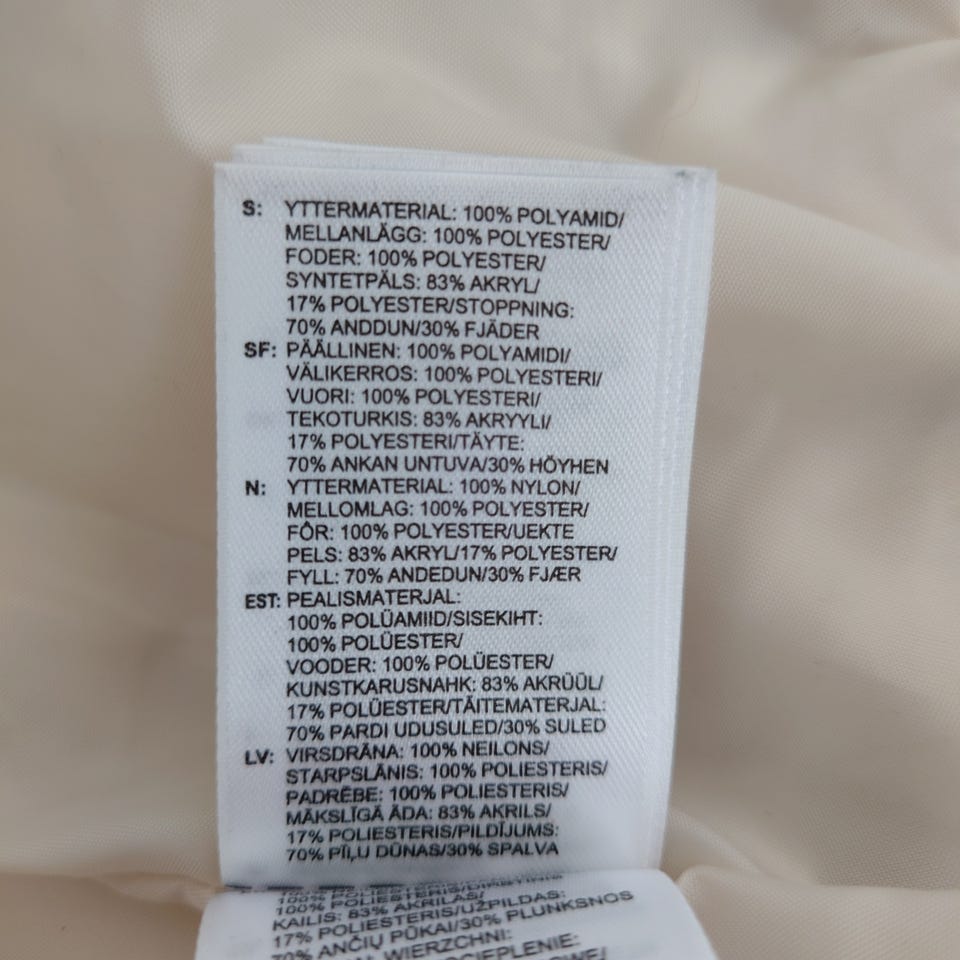 S: YTTERMATERIAL: 100% POLYAMID/
MELLANLÄGG: 100% POLYESTER/
FODER: 100% POLYESTER/
SYNTETPÄLS: 83% AKRYL/
17% POLYESTER/STOPPNING:
70% ANDDUN/30% FJÄDER
SF: PÄÄLLINEN: 100% POLYAMIDI/
VÄLIKERROS: 100% POLYESTERI/
VUORI: 100% POLYESTERI/
TEKOTURKIS: 83% AKRYYLI/
17% POLYESTERI/TÄYTE:
70% ANKAN UNTUVA/30% HÖYHEN
N: YTTERMATERIAL: 100% NYLON/
MELLOMLAG: 100% POLYESTER/
FÔR: 100% POLYESTER/UEKTE
PELS: 83% AKRYL/17% POLYESTER/
FYLL: 70% ANDEDUN/30% FJÆR
EST: PEALISMATERJAL:
100% POLÜAMIID/SISEKIHT:
100% POLÜESTER/
VOODER: 100% POLÜESTER/
KUNSTKARUSNAHK: 83% AKRÜÜL/
17% POLÜESTER/TÄITEMATERJAL:
70% PARDI UDUSULED/30% SULED
LV: VIRSDRĀNA: 100% NEILONS/
STARPSLĀNIS: 100% POLIESTERIS/
PADRĒBE: 100% POLIESTERIS/
MĀKSLĪGĀ ĀDA: 83% AKRILS/
17% POLIESTERIS/PILDĪJUMS:
70% PĪĻU DŪNAS/30% SPALVA
100% POLIESTERIS/
KAILIS: 83% AKRILAS/
17% POLIESTERIS/UŽPILDAS:
70% ANČIŲ PŪKAI/30% PLUNKSNOS
WIERZCHNI: